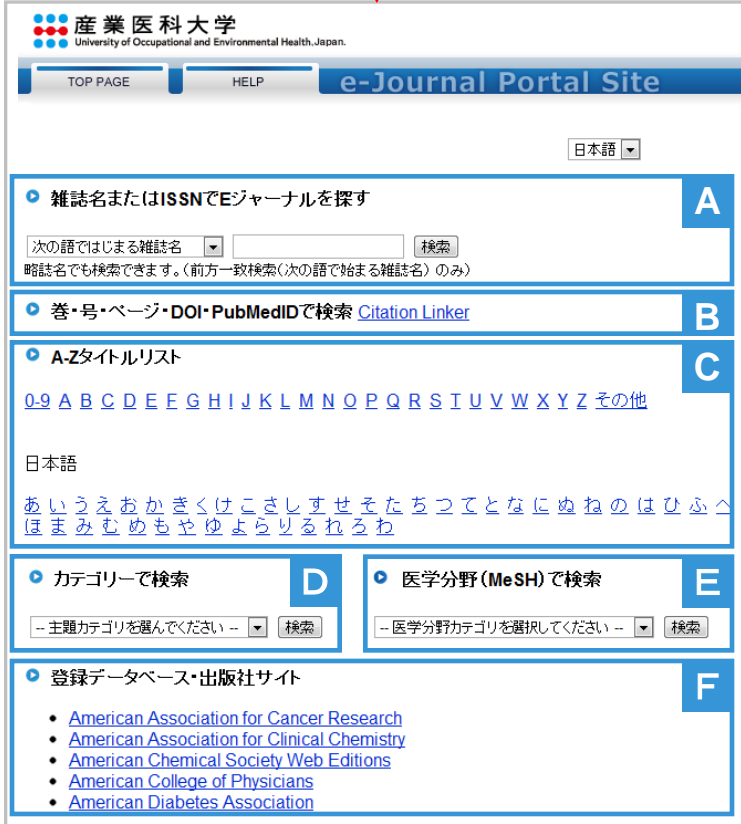 産業医科大学
University of Occupational and Environmental Health,Japan.
TOP PAGE HELP e-Journal Portal Site
日本語
雑誌名またはISSNでEジャーナルを探す A
次の語ではじまる雑誌名 検索
略誌名でも検索できます。(前方一致検索(次の語で始まる雑誌名) のみ)
巻・号・ページ・DOI・PubMedIDで検索 Citation Linker B
A-Zタイトルリスト C
0-9 A B C D E F G H I J K L M N O P Q R S T U V W X Y Z その他
日本語
あ い う え お か き く け こ さ し す せ そ た ち つ て と な に ぬ ね の は ひ ふ へ
ほ ま み む め も や ゆ よ ら り る れ ろ わ
カテゴリーで検索 D
-- 主題カテゴリを選んでください -- 検索
医学分野(MeSH)で検索 E
-- 医学分野カテゴリを選択してください -- 検索
登録データベース・出版社サイト F
American Association for Cancer Research
American Association for Clinical Chemistry
American Chemical Society Web Editions
American College of Physicians
American Diabetes Association